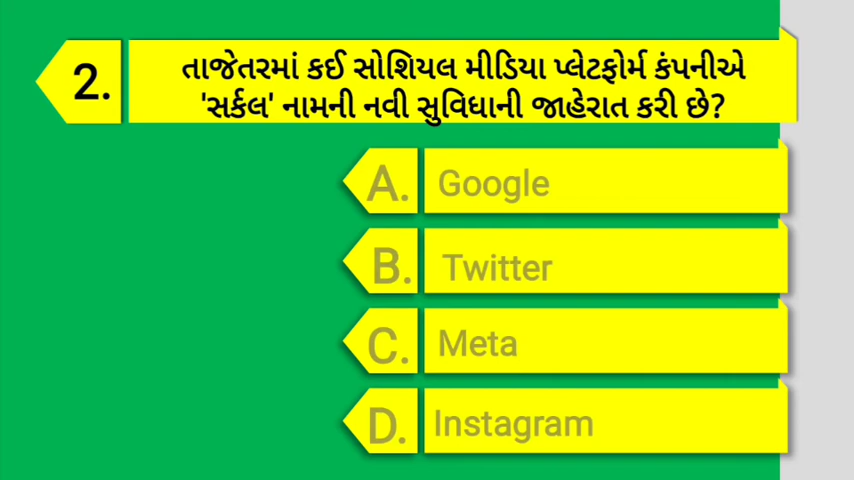 2.
તાજેતરમાં કઈ સોશિયલ મીડિયા પ્લેટફોર્મ કંપનીએ
'સર્કલ' નામની નવી સુવિધાની જાહેરાત કરી છે?
A. Google
B. Twitter
C. Meta
D. Instagram